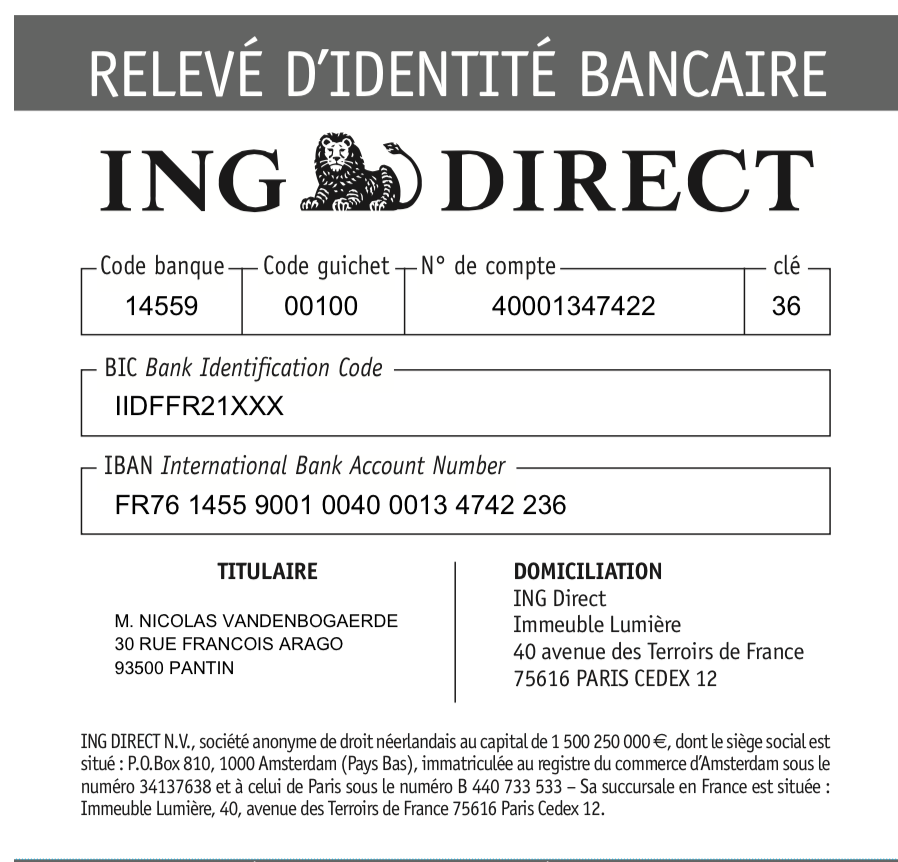 RELEVÉ D’IDENTITÉ BANCAIRE
ING DIRECT
Code banque Code guichet N° de compte clé
14559 00100 40001347422 36
BIC Bank Identification Code
IIDFFR21XXX
IBAN International Bank Account Number
FR76 1455 9001 0040 0013 4742 236
TITULAIRE
M. NICOLAS VANDENBOGAERDE
30 RUE FRANCOIS ARAGO
93500 PANTIN
DOMICILIATION
ING Direct
Immeuble Lumière
40 avenue des Terroirs de France
75616 PARIS CEDEX 12
ING DIRECT N.V., société anonyme de droit néerlandais au capital de 1 500 250 000 €, dont le siège social est
situé : P.O.Box 810, 1000 Amsterdam (Pays Bas), immatriculée au registre du commerce d’Amsterdam sous le
numéro 34137638 et à celui de Paris sous le numéro B 440 733 533 – Sa succursale en France est située :
Immeuble Lumière, 40, avenue des Terroirs de France 75616 Paris Cedex 12.